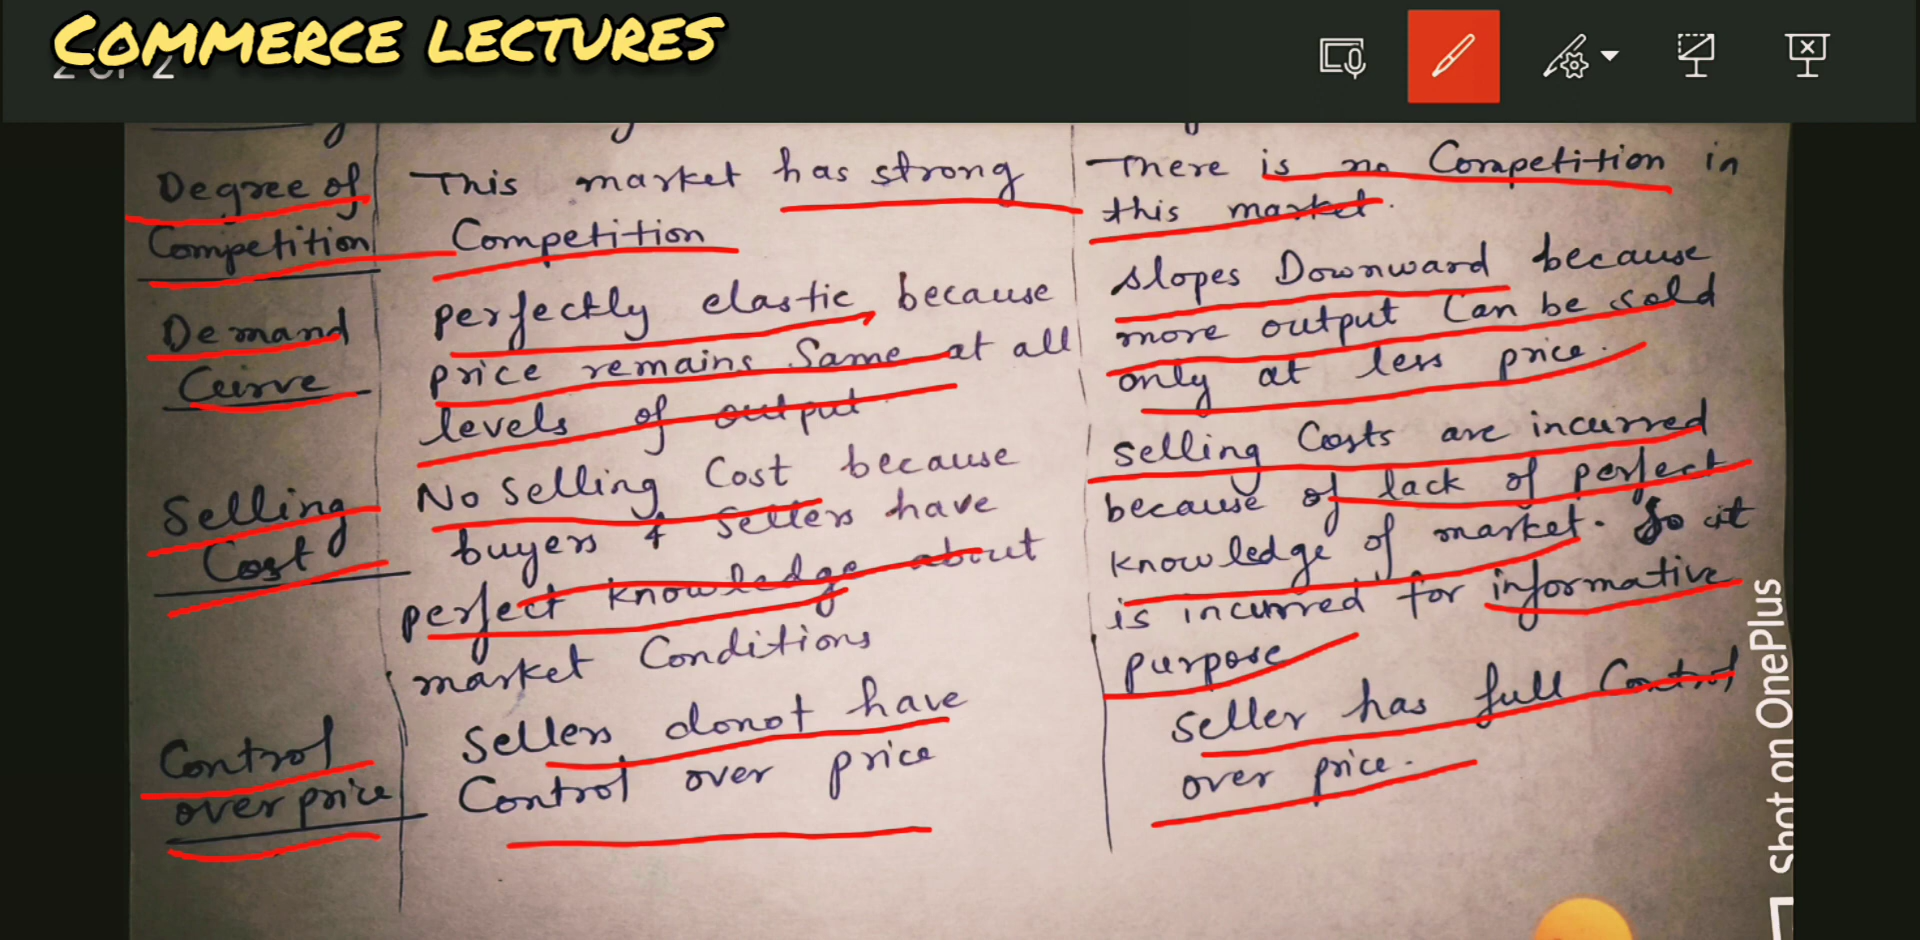 COMMERCE LECTURES
2 of 2
Degree of
Competition
This market has strong
Competition
There is no Competition in
this market.
Demand
Curve
perfectly elastic, because
price remains Same at all
levels of output
slopes Downward because
more output Can be sold
only at less price.
Selling
Cost
No selling Cost because
buyers & Sellers have
perfect knowledge about
market Conditions
Selling Costs are incurred
because of lack of perfect
knowledge of market. So it
is incurred for informative
purpose
Control
over price
Sellers donot have
Control over price
Seller has full Control
over price.
Shot on OnePlus